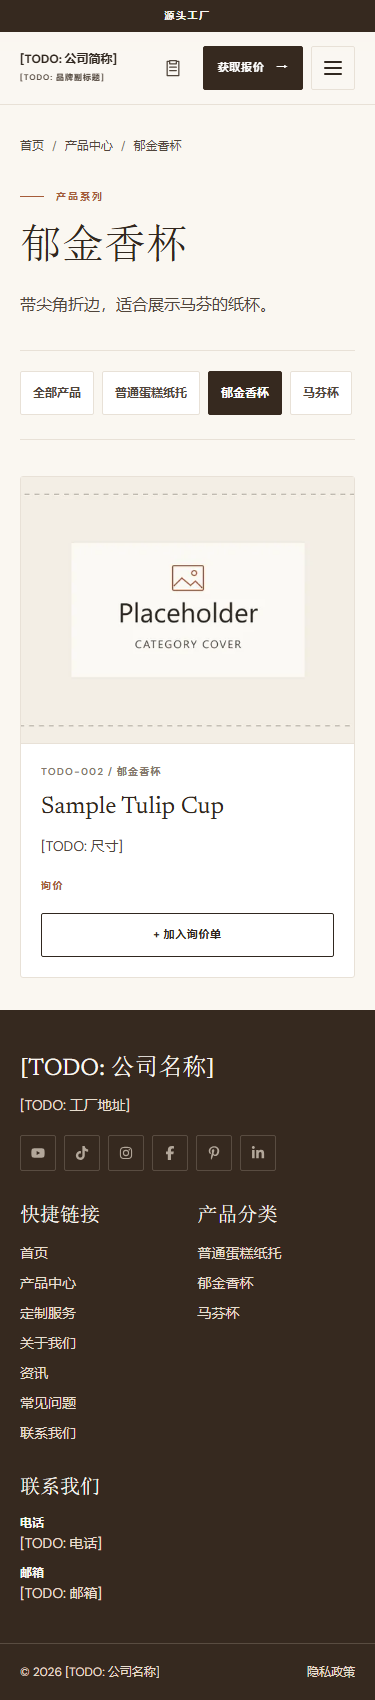 源头工厂
[TODO: 公司简称]
[TODO: 品牌副标题]
获取报价 →
首页 / 产品中心 / 郁金香杯
产品系列
郁金香杯
带尖角折边，适合展示马芬的纸杯。
全部产品
普通蛋糕纸托
郁金香杯
马芬杯
Placeholder
CATEGORY COVER
TODO-002 / 郁金香杯
Sample Tulip Cup
[TODO: 尺寸]
询价
+ 加入询价单
[TODO: 公司名称]
[TODO: 工厂地址]
快捷链接
首页
产品中心
定制服务
关于我们
资讯
常见问题
联系我们
产品分类
普通蛋糕纸托
郁金香杯
马芬杯
联系我们
电话
[TODO: 电话]
邮箱
[TODO: 邮箱]
© 2026 [TODO: 公司名称]
隐私政策